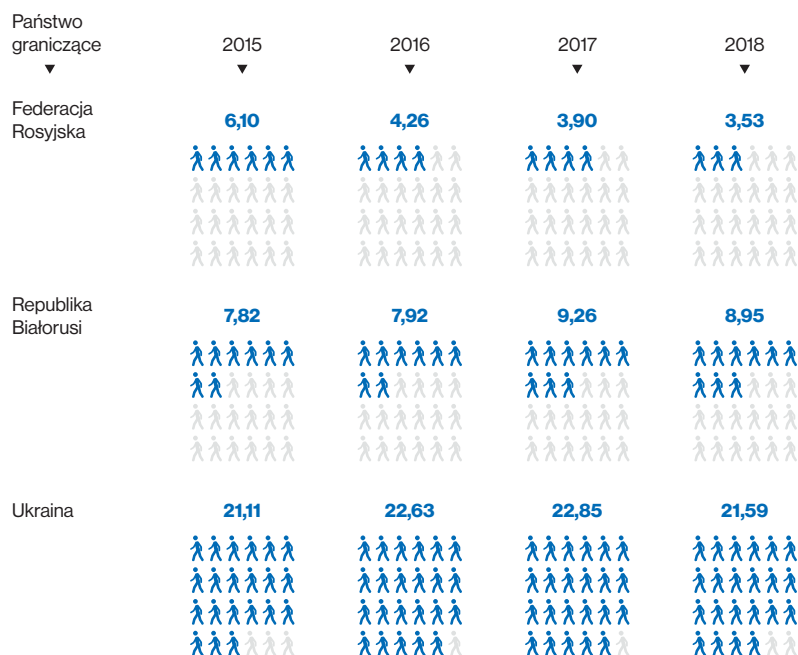 Państwo
graniczące
2015
2016
2017
2018
Federacja
Rosyjska
6,10
4,26
3,90
3,53
Republika
Białorusi
7,82
7,92
9,26
8,95
Ukraina
21,11
22,63
22,85
21,59